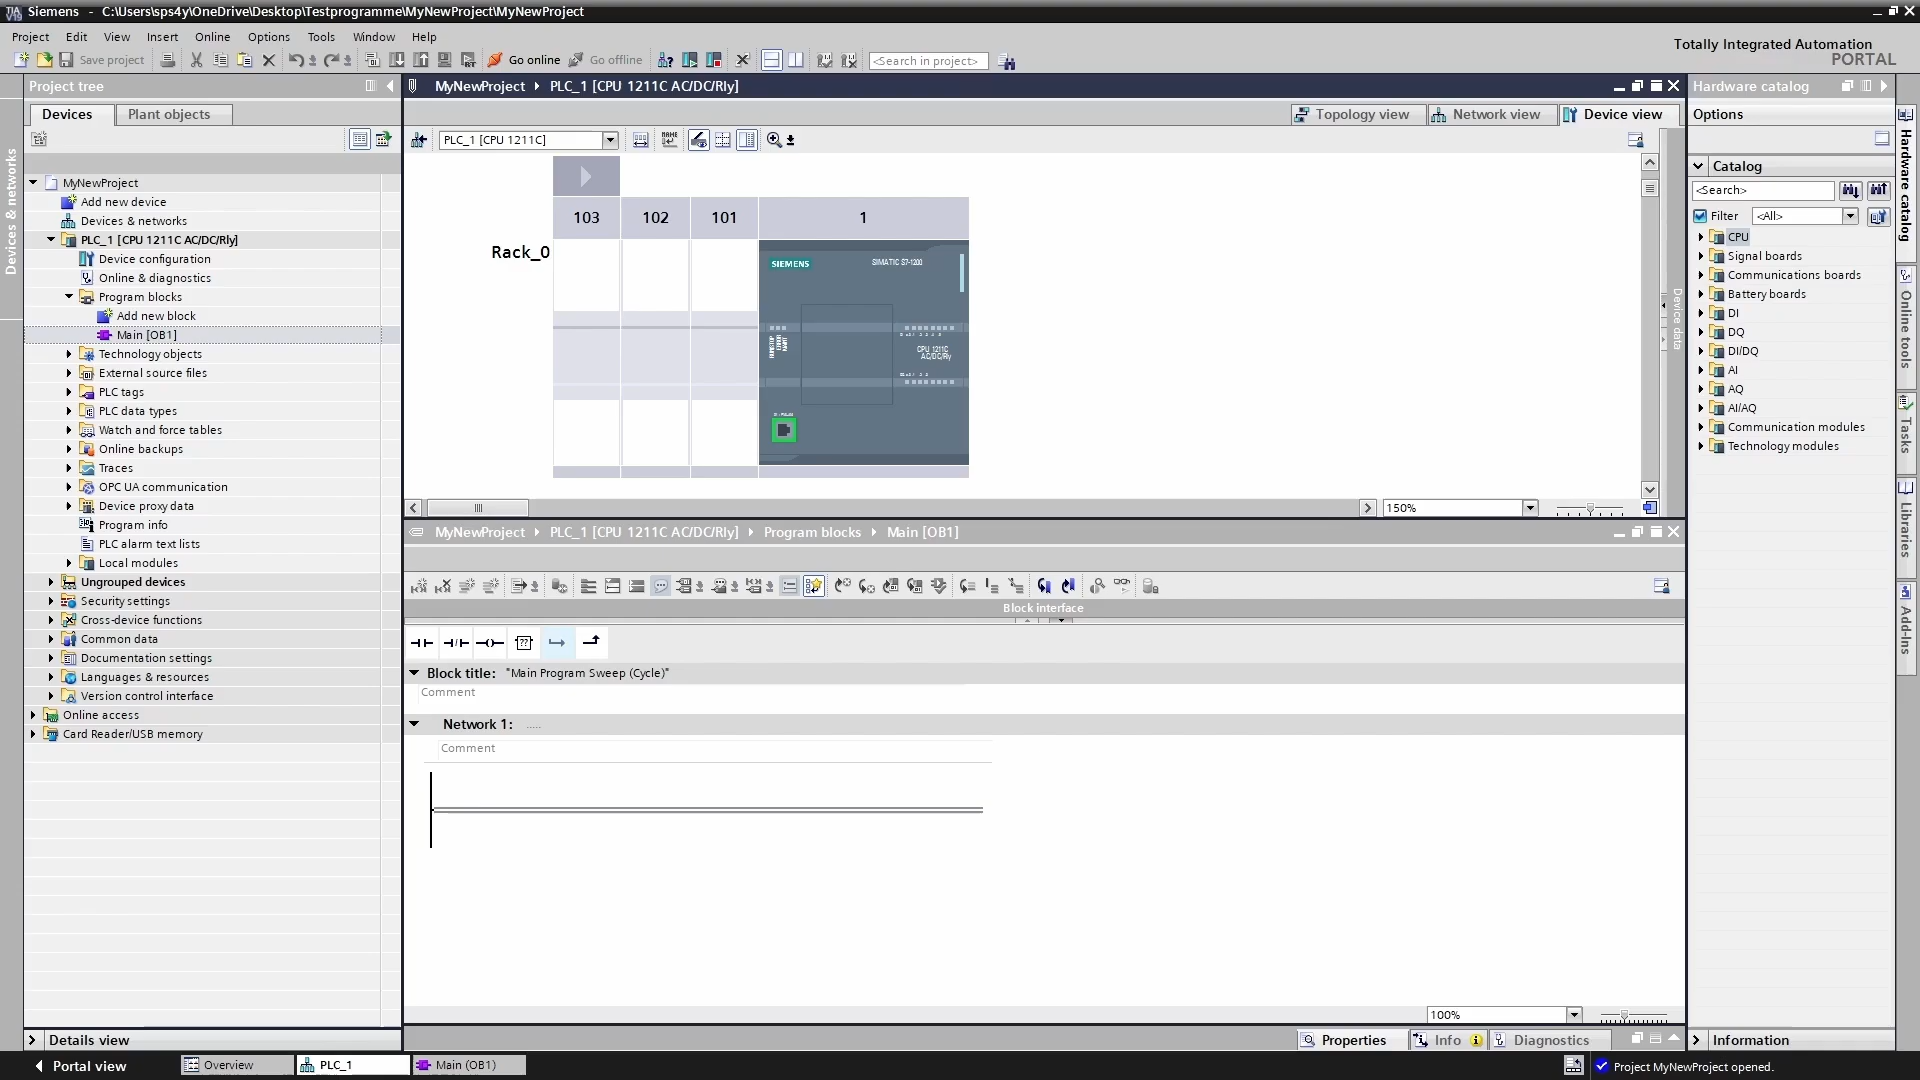 Siemens - C:\Users\sps4y\OneDrive\Desktop\Testprogramme\MyNewProject\MyNewProject
Project Edit View Insert Online Options Tools Window Help
Totally Integrated Automation
PORTAL
Save project
Go online
Go offline
<Search in project>
Project tree
Devices
Plant objects
Devices & networks
MyNewProject
Add new device
Devices & networks
PLC_1 [CPU 1211C AC/DC/Rly]
Device configuration
Online & diagnostics
Program blocks
Add new block
Main [OB1]
Technology objects
External source files
PLC tags
PLC data types
Watch and force tables
Online backups
Traces
OPC UA communication
Device proxy data
Program info
PLC alarm text lists
Local modules
Ungrouped devices
Security settings
Cross-device functions
Common data
Documentation settings
Languages & resources
Version control interface
Online access
Card Reader/USB memory
Details view
MyNewProject PLC_1 [CPU 1211C AC/DC/Rly]
Topology view
Network view
Device view
PLC_1 [CPU 1211C]
103 102 101 1
Rack_0
SIEMENS
SIMATIC S7-1200
CPU 1211C
AC/DC/Rly
Device data
150%
MyNewProject PLC_1 [CPU 1211C AC/DC/Rly] Program blocks Main [OB1]
Block interface
??
Block title: "Main Program Sweep (Cycle)"
Comment
Network 1: .....
Comment
100%
Properties
Info
Diagnostics
Hardware catalog
Options
Catalog
<Search>
Filter
<All>
CPU
Signal boards
Communications boards
Battery boards
DI
DQ
DI/DQ
AI
AQ
AI/AQ
Communication modules
Technology modules
Information
Hardware catalog
Online tools
Tasks
Libraries
Add-Ins
Portal view
Overview
PLC_1
Main (OB1)
Project MyNewProject opened.